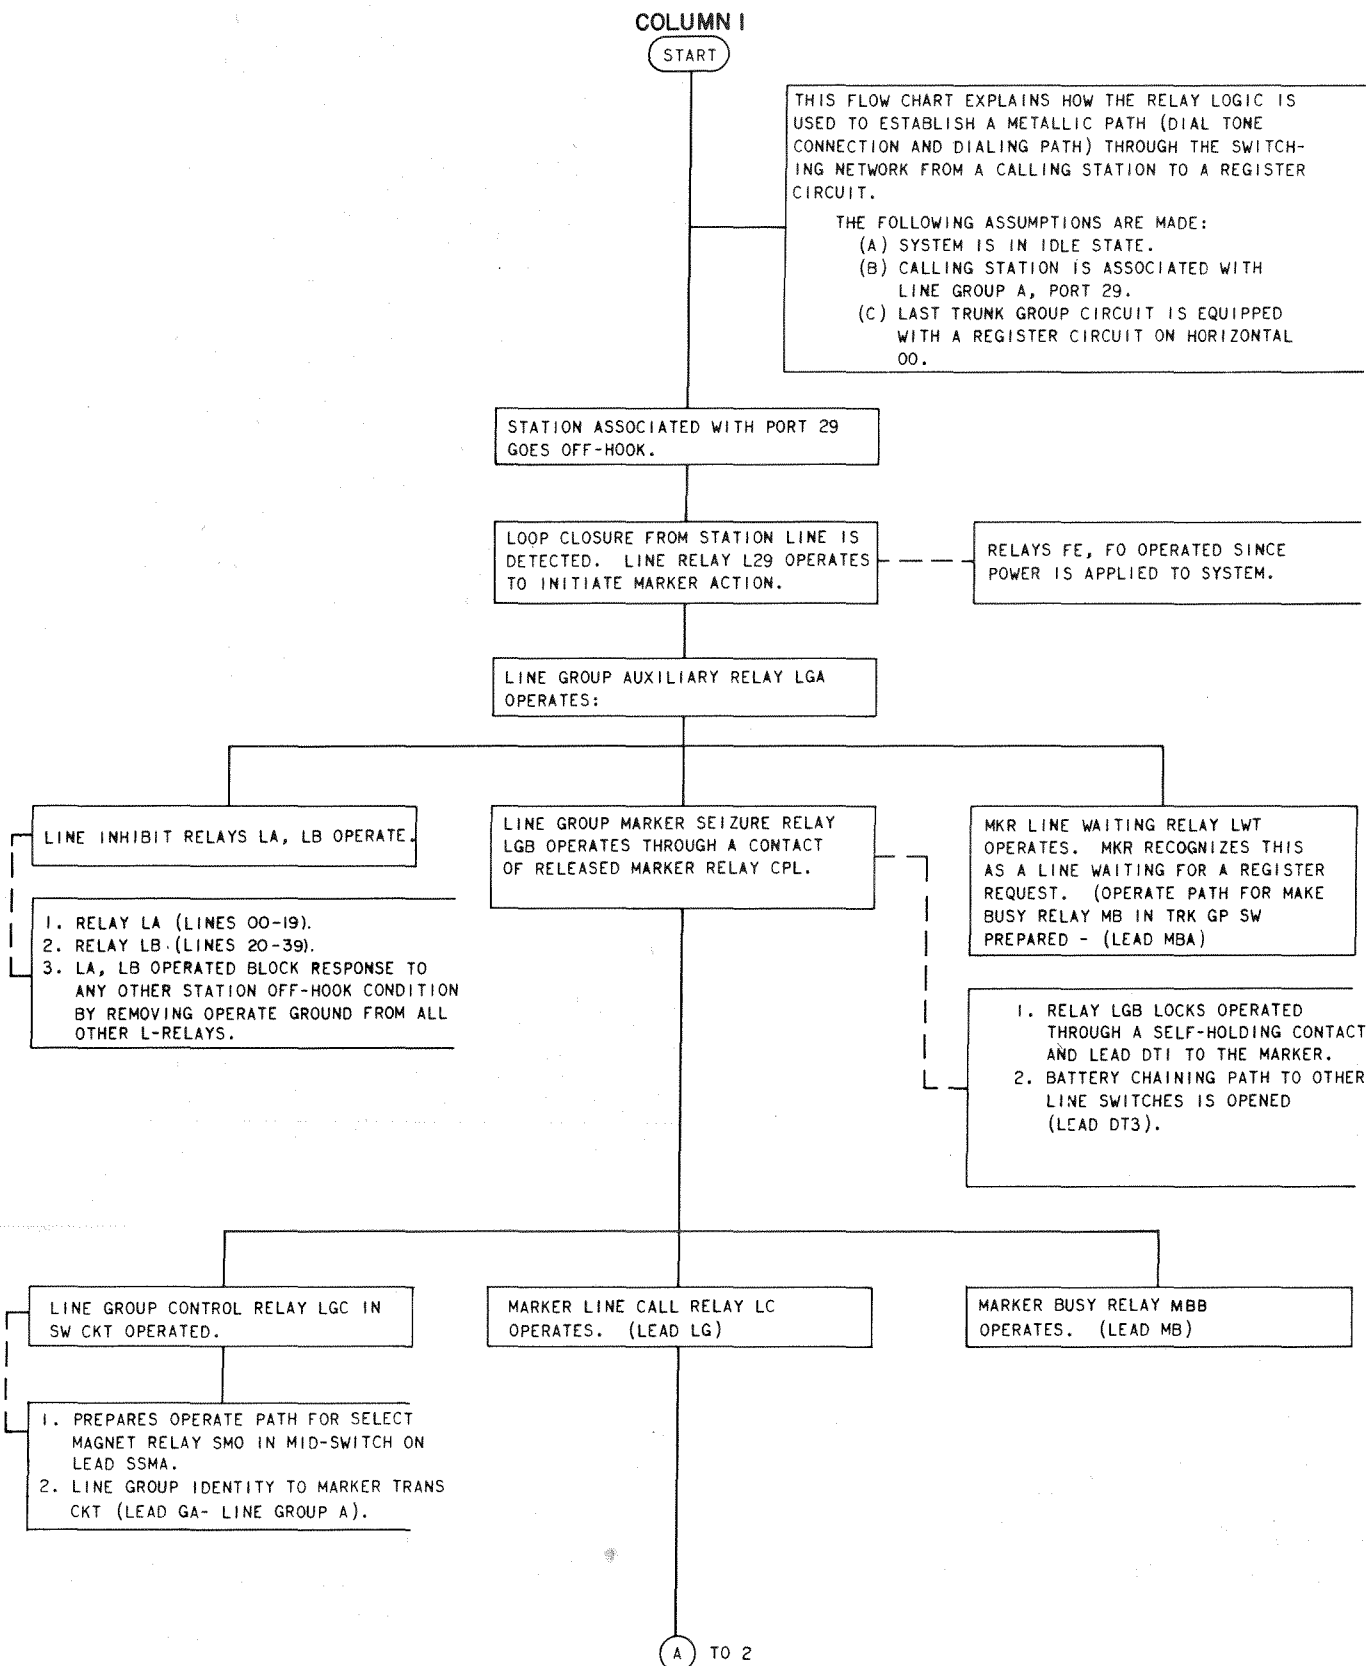 COLUMN I
START
THIS FLOW CHART EXPLAINS HOW THE RELAY LOGIC IS
USED TO ESTABLISH A METALLIC PATH (DIAL TONE
CONNECTION AND DIALING PATH) THROUGH THE SWITCH-
ING NETWORK FROM A CALLING STATION TO A REGISTER
CIRCUIT.
THE FOLLOWING ASSUMPTIONS ARE MADE:
(A) SYSTEM IS IN IDLE STATE.
(B) CALLING STATION IS ASSOCIATED WITH
LINE GROUP A, PORT 29.
(C) LAST TRUNK GROUP CIRCUIT IS EQUIPPED
WITH A REGISTER CIRCUIT ON HORIZONTAL
00.
STATION ASSOCIATED WITH PORT 29
GOES OFF-HOOK.
LOOP CLOSURE FROM STATION LINE IS
DETECTED. LINE RELAY L29 OPERATES
TO INITIATE MARKER ACTION.
RELAYS FE, FO OPERATED SINCE
POWER IS APPLIED TO SYSTEM.
LINE GROUP AUXILIARY RELAY LGA
OPERATES:
LINE INHIBIT RELAYS LA, LB OPERATE.
1. RELAY LA (LINES 00-19).
2. RELAY LB (LINES 20-39).
3. LA, LB OPERATED BLOCK RESPONSE TO
ANY OTHER STATION OFF-HOOK CONDITION
BY REMOVING OPERATE GROUND FROM ALL
OTHER L-RELAYS.
LINE GROUP MARKER SEIZURE RELAY
LGB OPERATES THROUGH A CONTACT
OF RELEASED MARKER RELAY CPL.
MKR LINE WAITING RELAY LWT
OPERATES. MKR RECOGNIZES THIS
AS A LINE WAITING FOR A REGISTER
REQUEST. (OPERATE PATH FOR MAKE
BUSY RELAY MB IN TRK GP SW
PREPARED - (LEAD MBA)
1. RELAY LGB LOCKS OPERATED
THROUGH A SELF-HOLDING CONTACT
AND LEAD DT1 TO THE MARKER.
2. BATTERY CHAINING PATH TO OTHER
LINE SWITCHES IS OPENED
(LEAD DT3).
LINE GROUP CONTROL RELAY LGC IN
SW CKT OPERATED.
1. PREPARES OPERATE PATH FOR SELECT
MAGNET RELAY SMO IN MID-SWITCH ON
LEAD SSMA.
2. LINE GROUP IDENTITY TO MARKER TRANS
CKT (LEAD GA- LINE GROUP A).
MARKER LINE CALL RELAY LC
OPERATES. (LEAD LG)
MARKER BUSY RELAY MBB
OPERATES. (LEAD MB)
A TO 2